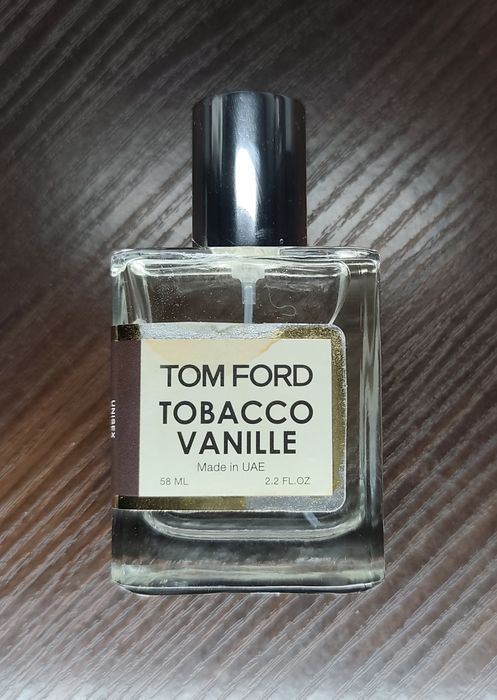 TOM FORD
TOBACCO
VANILLE
Made in UAE
58 ML 2.2 FL.OZ
UNISEX